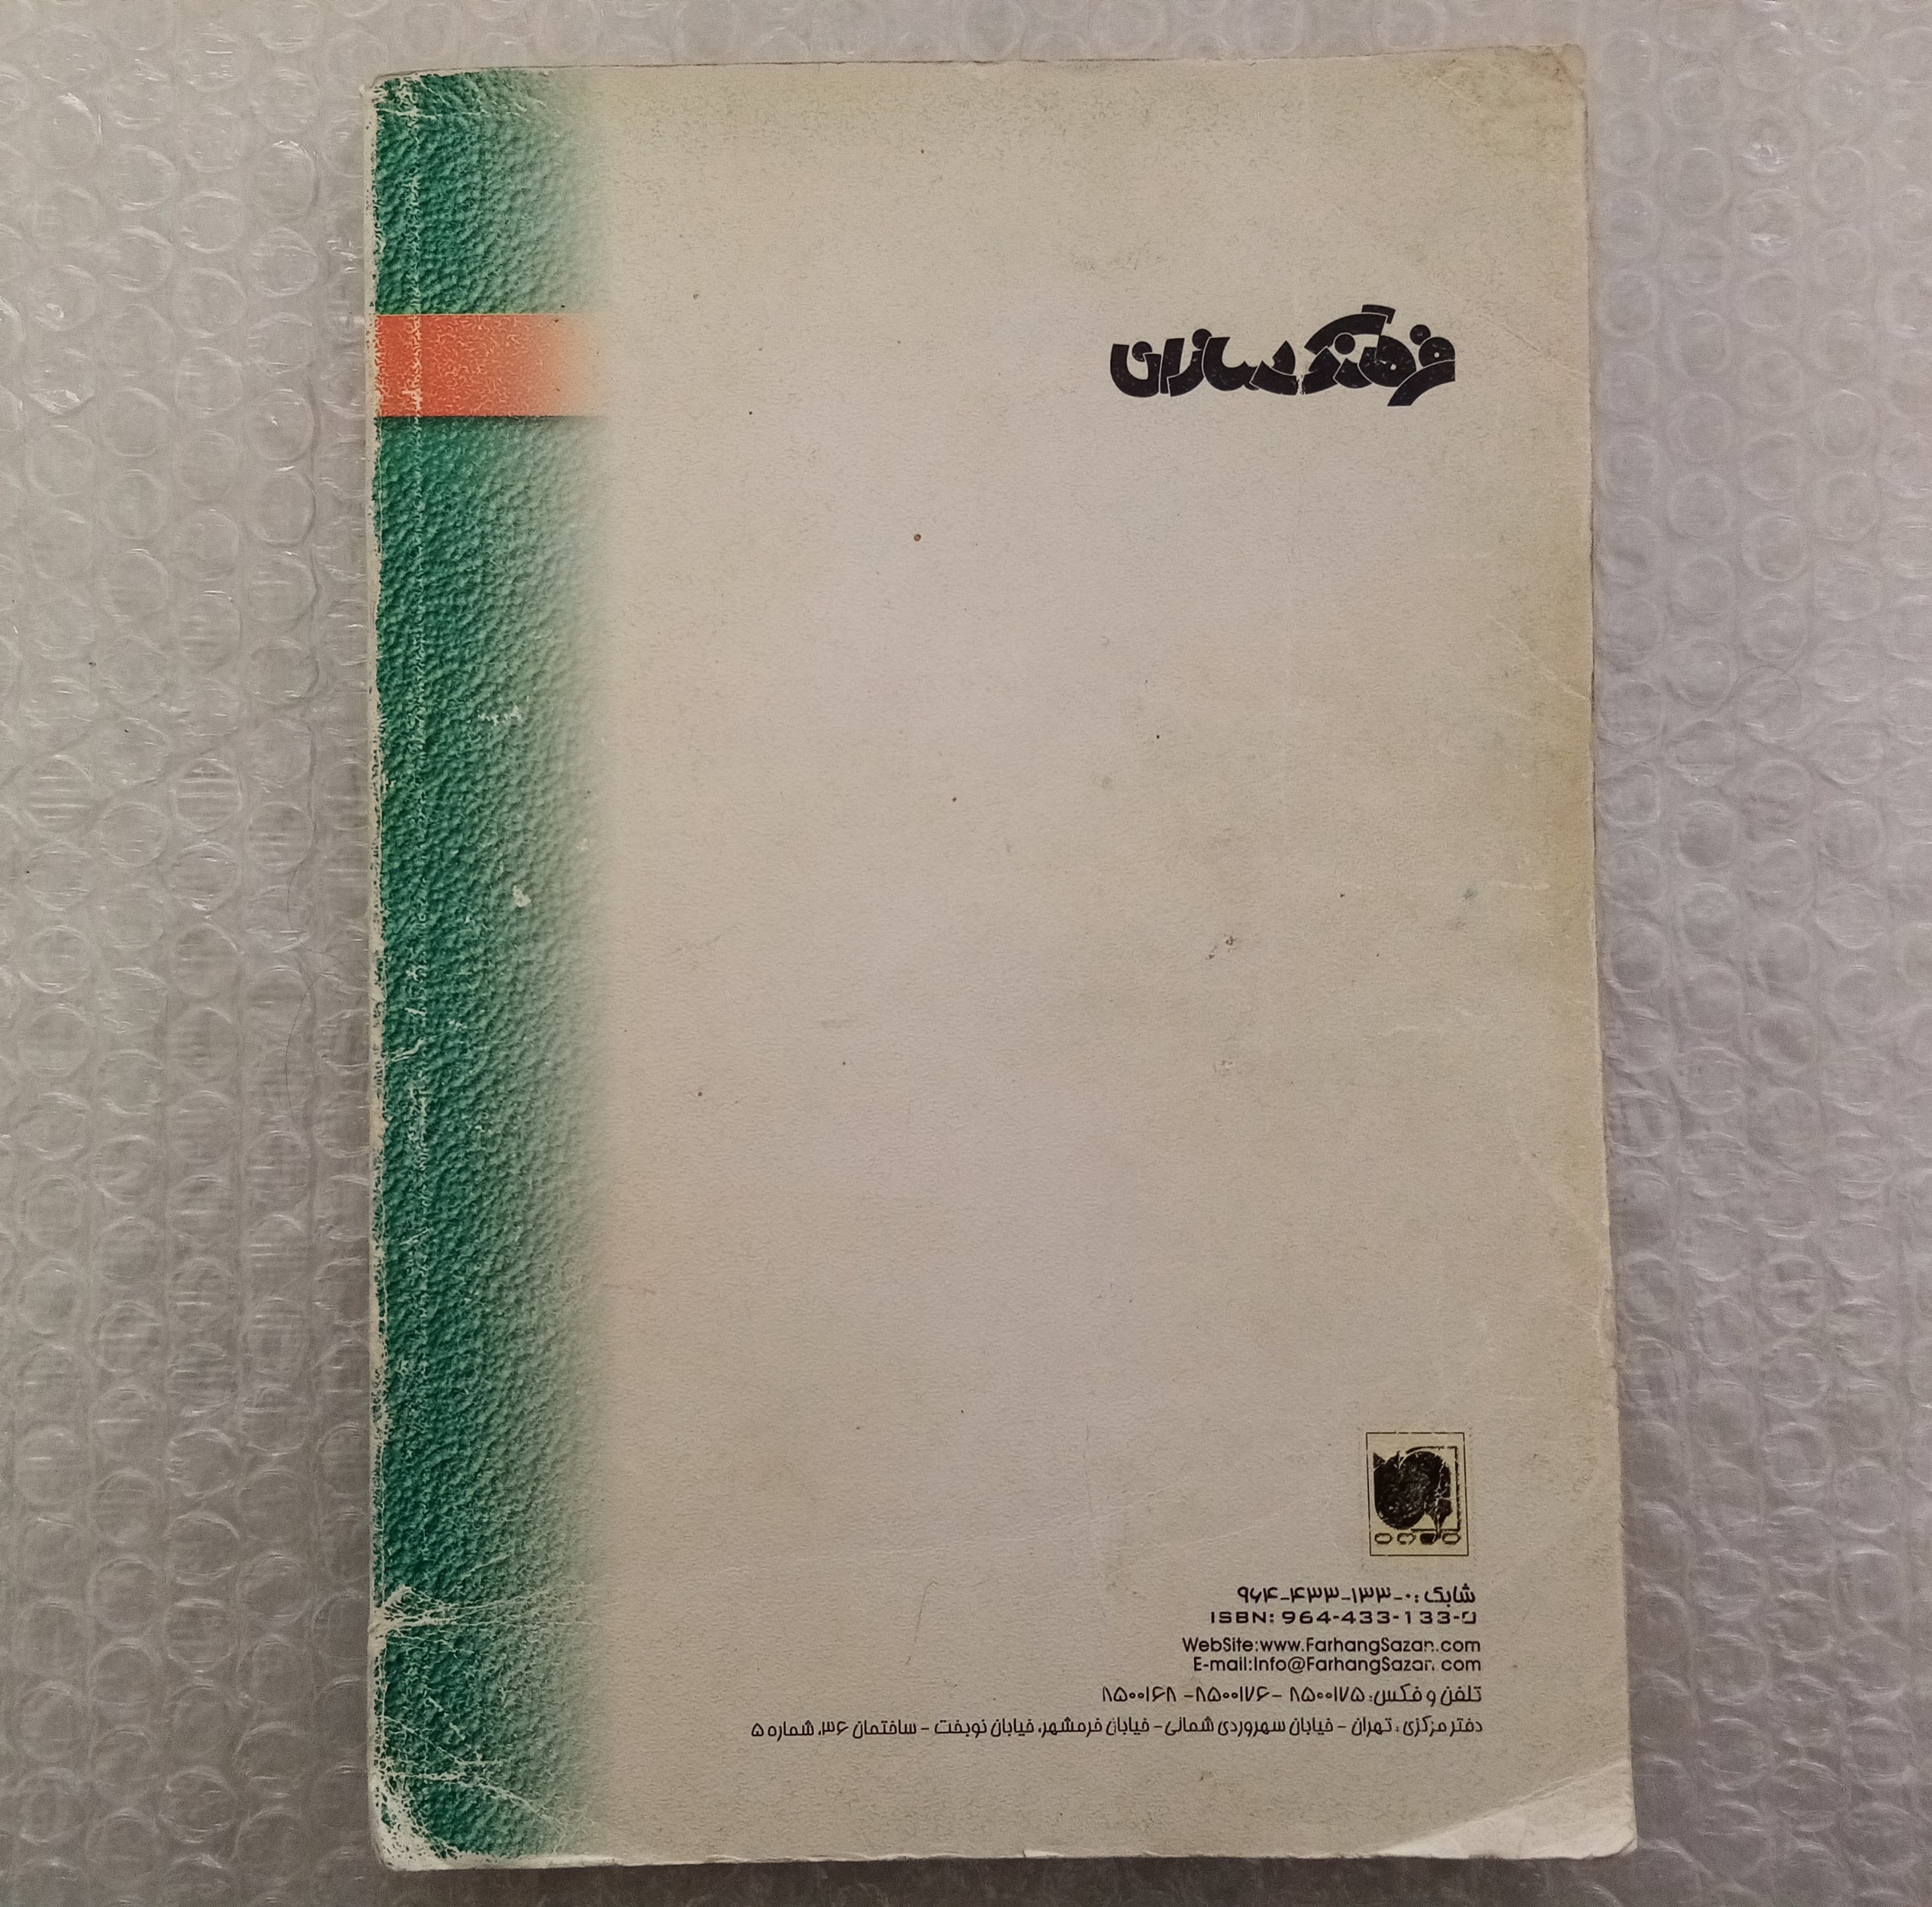 فرهنگ سازان
شابک : ۰-۱۳۳-۴۳۳-۹۶۴
ISBN: 964-433-133-0
WebSite:www.FarhangSazan.com
E-mail:Info@FarhangSazan.com
تلفن و فکس: ۸۵۰۰۱۷۵ -۸۵۰۰۱۷۶- ۸۵۰۰۱۶۸
دفتر مرکزی : تهران - خیابان سهروردی شمالی - خیابان خرمشهر، خیابان نوبخت - ساختمان ۳۶، شماره ۵